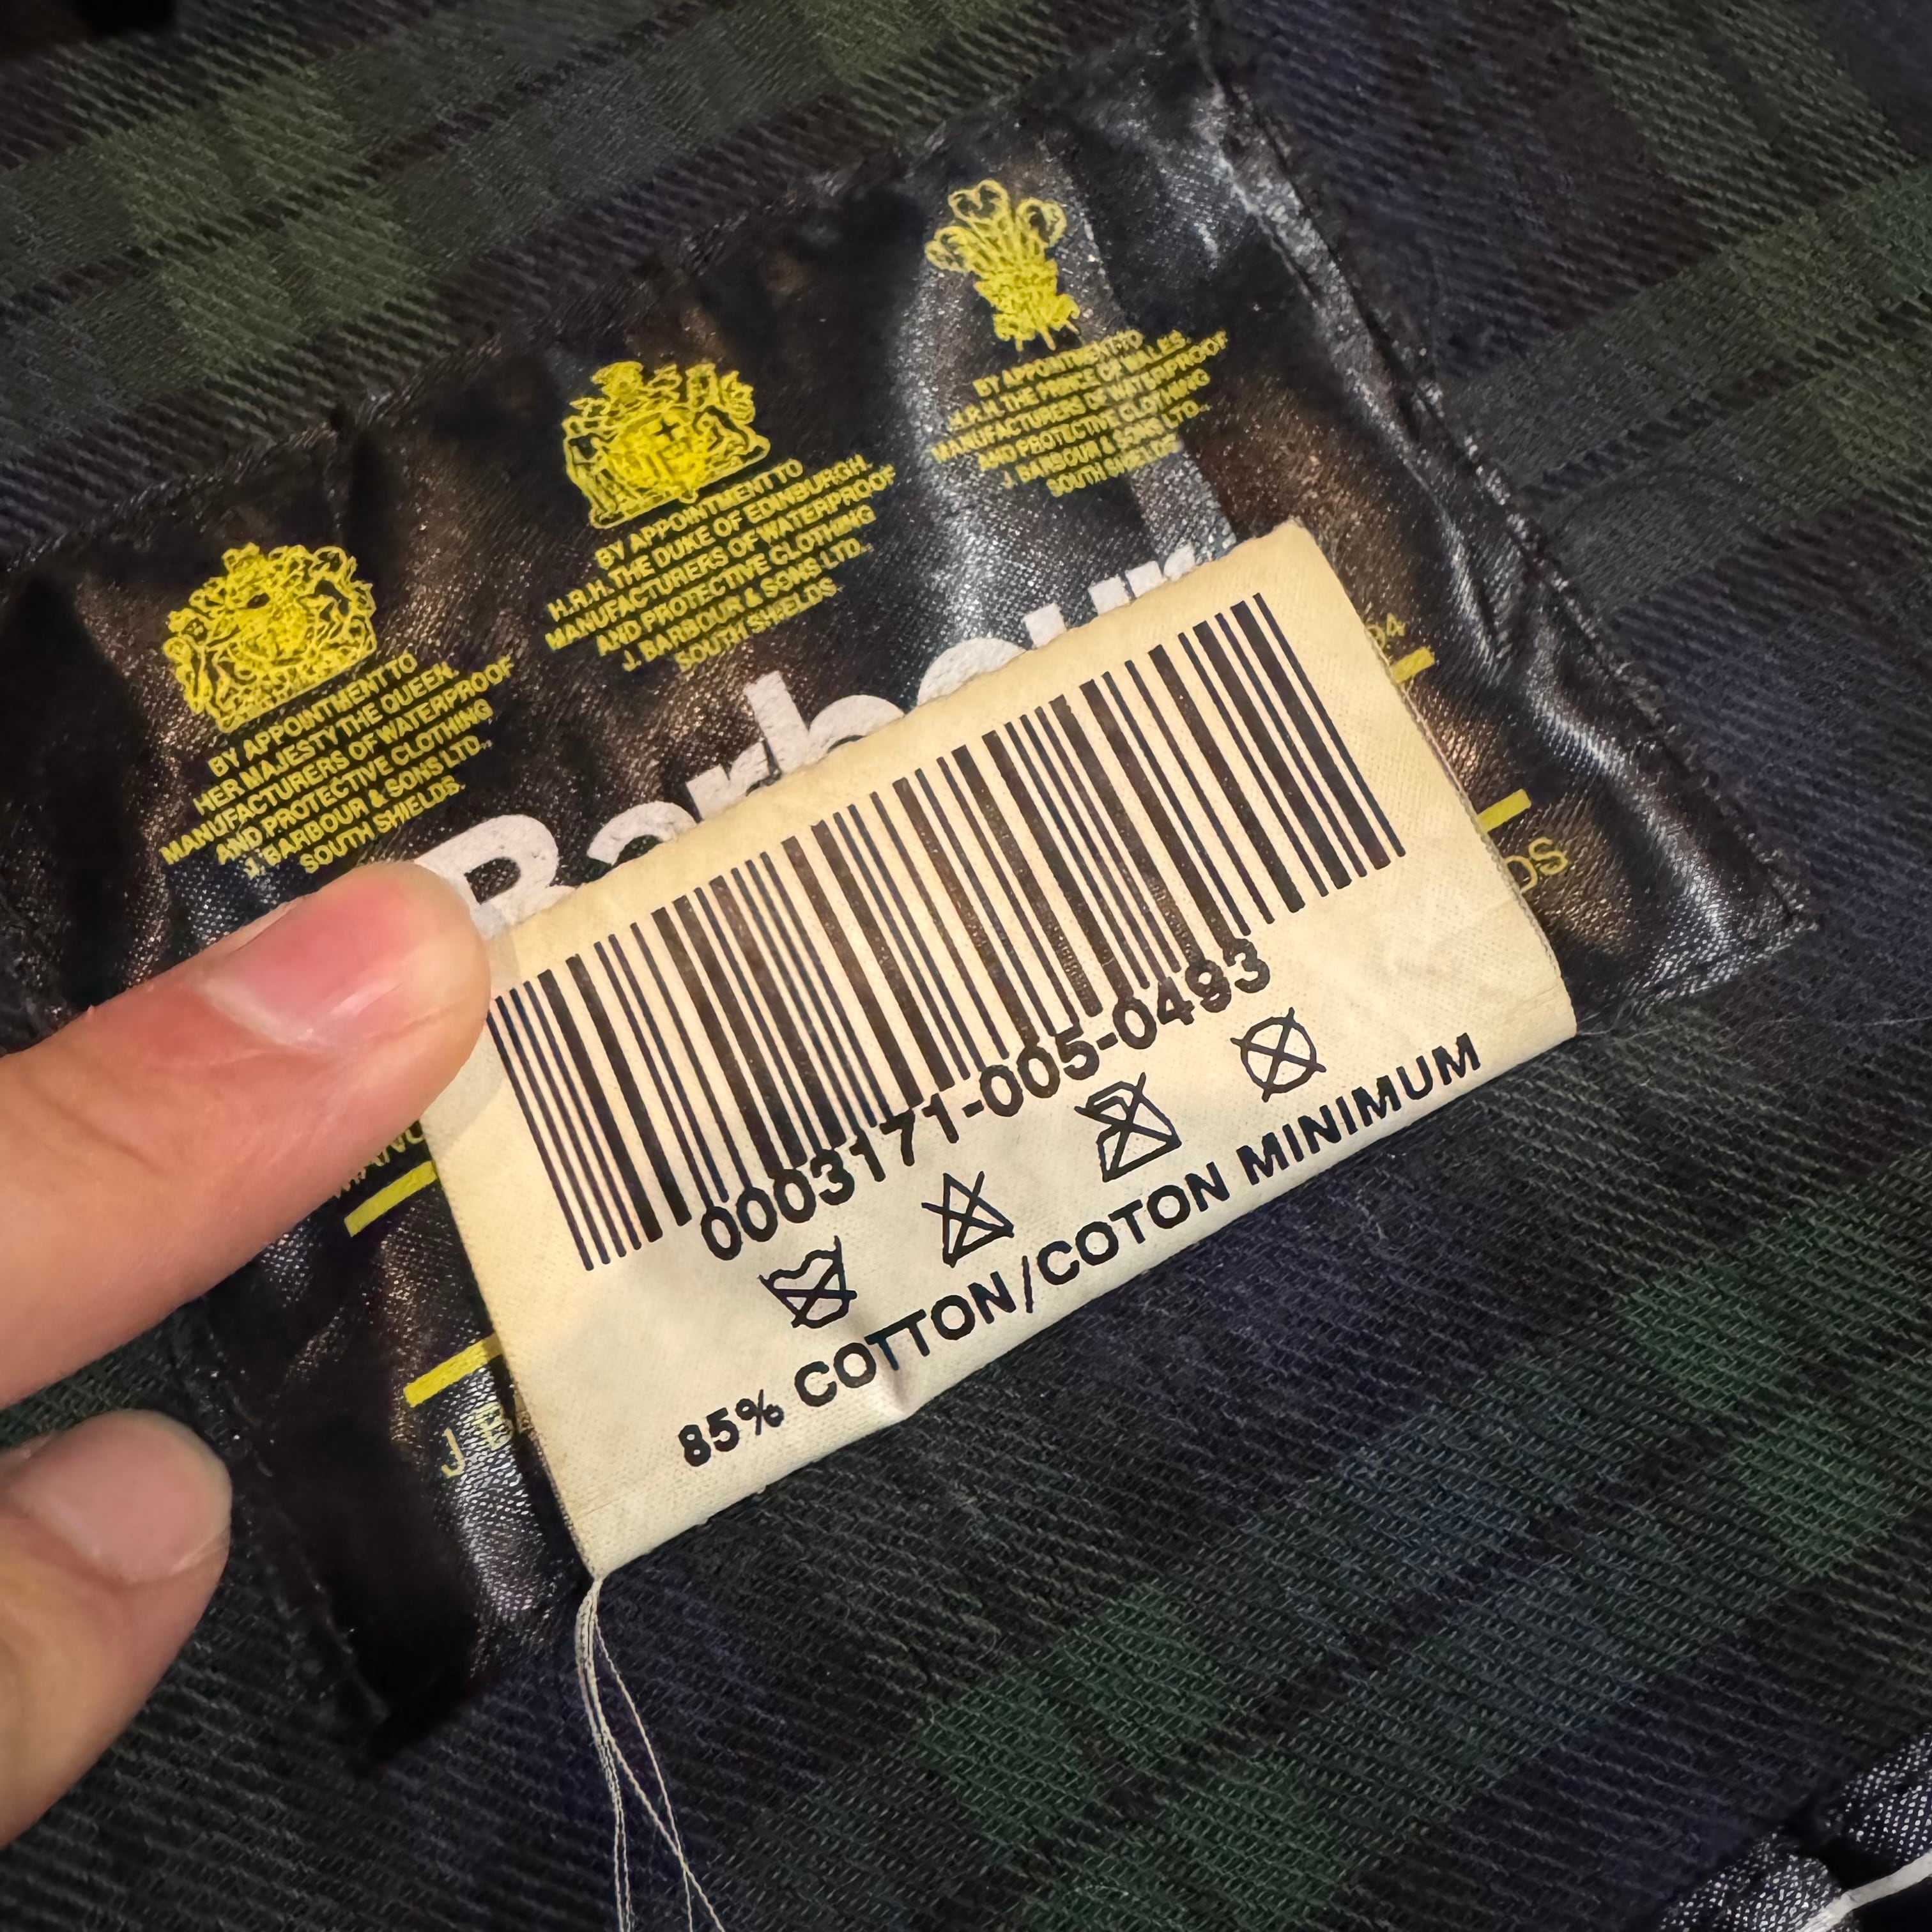 BY APPOINTMENT TO
HER MAJESTY THE QUEEN
MANUFACTURERS OF WATERPROOF
AND PROTECTIVE CLOTHING
J. BARBOUR & SONS LTD.,
SOUTH SHIELDS.
BY APPOINTMENT TO
H.R.H. THE DUKE OF EDINBURGH
MANUFACTURERS OF WATERPROOF
AND PROTECTIVE CLOTHING
J. BARBOUR & SONS LTD.,
SOUTH SHIELDS.
BY APPOINTMENT TO
H.R.H. THE PRINCE OF WALES
MANUFACTURERS OF WATERPROOF
AND PROTECTIVE CLOTHING
J. BARBOUR & SONS LTD.,
SOUTH SHIELDS
Barbour
0003171-005-0493
85% COTTON/COTON MINIMUM